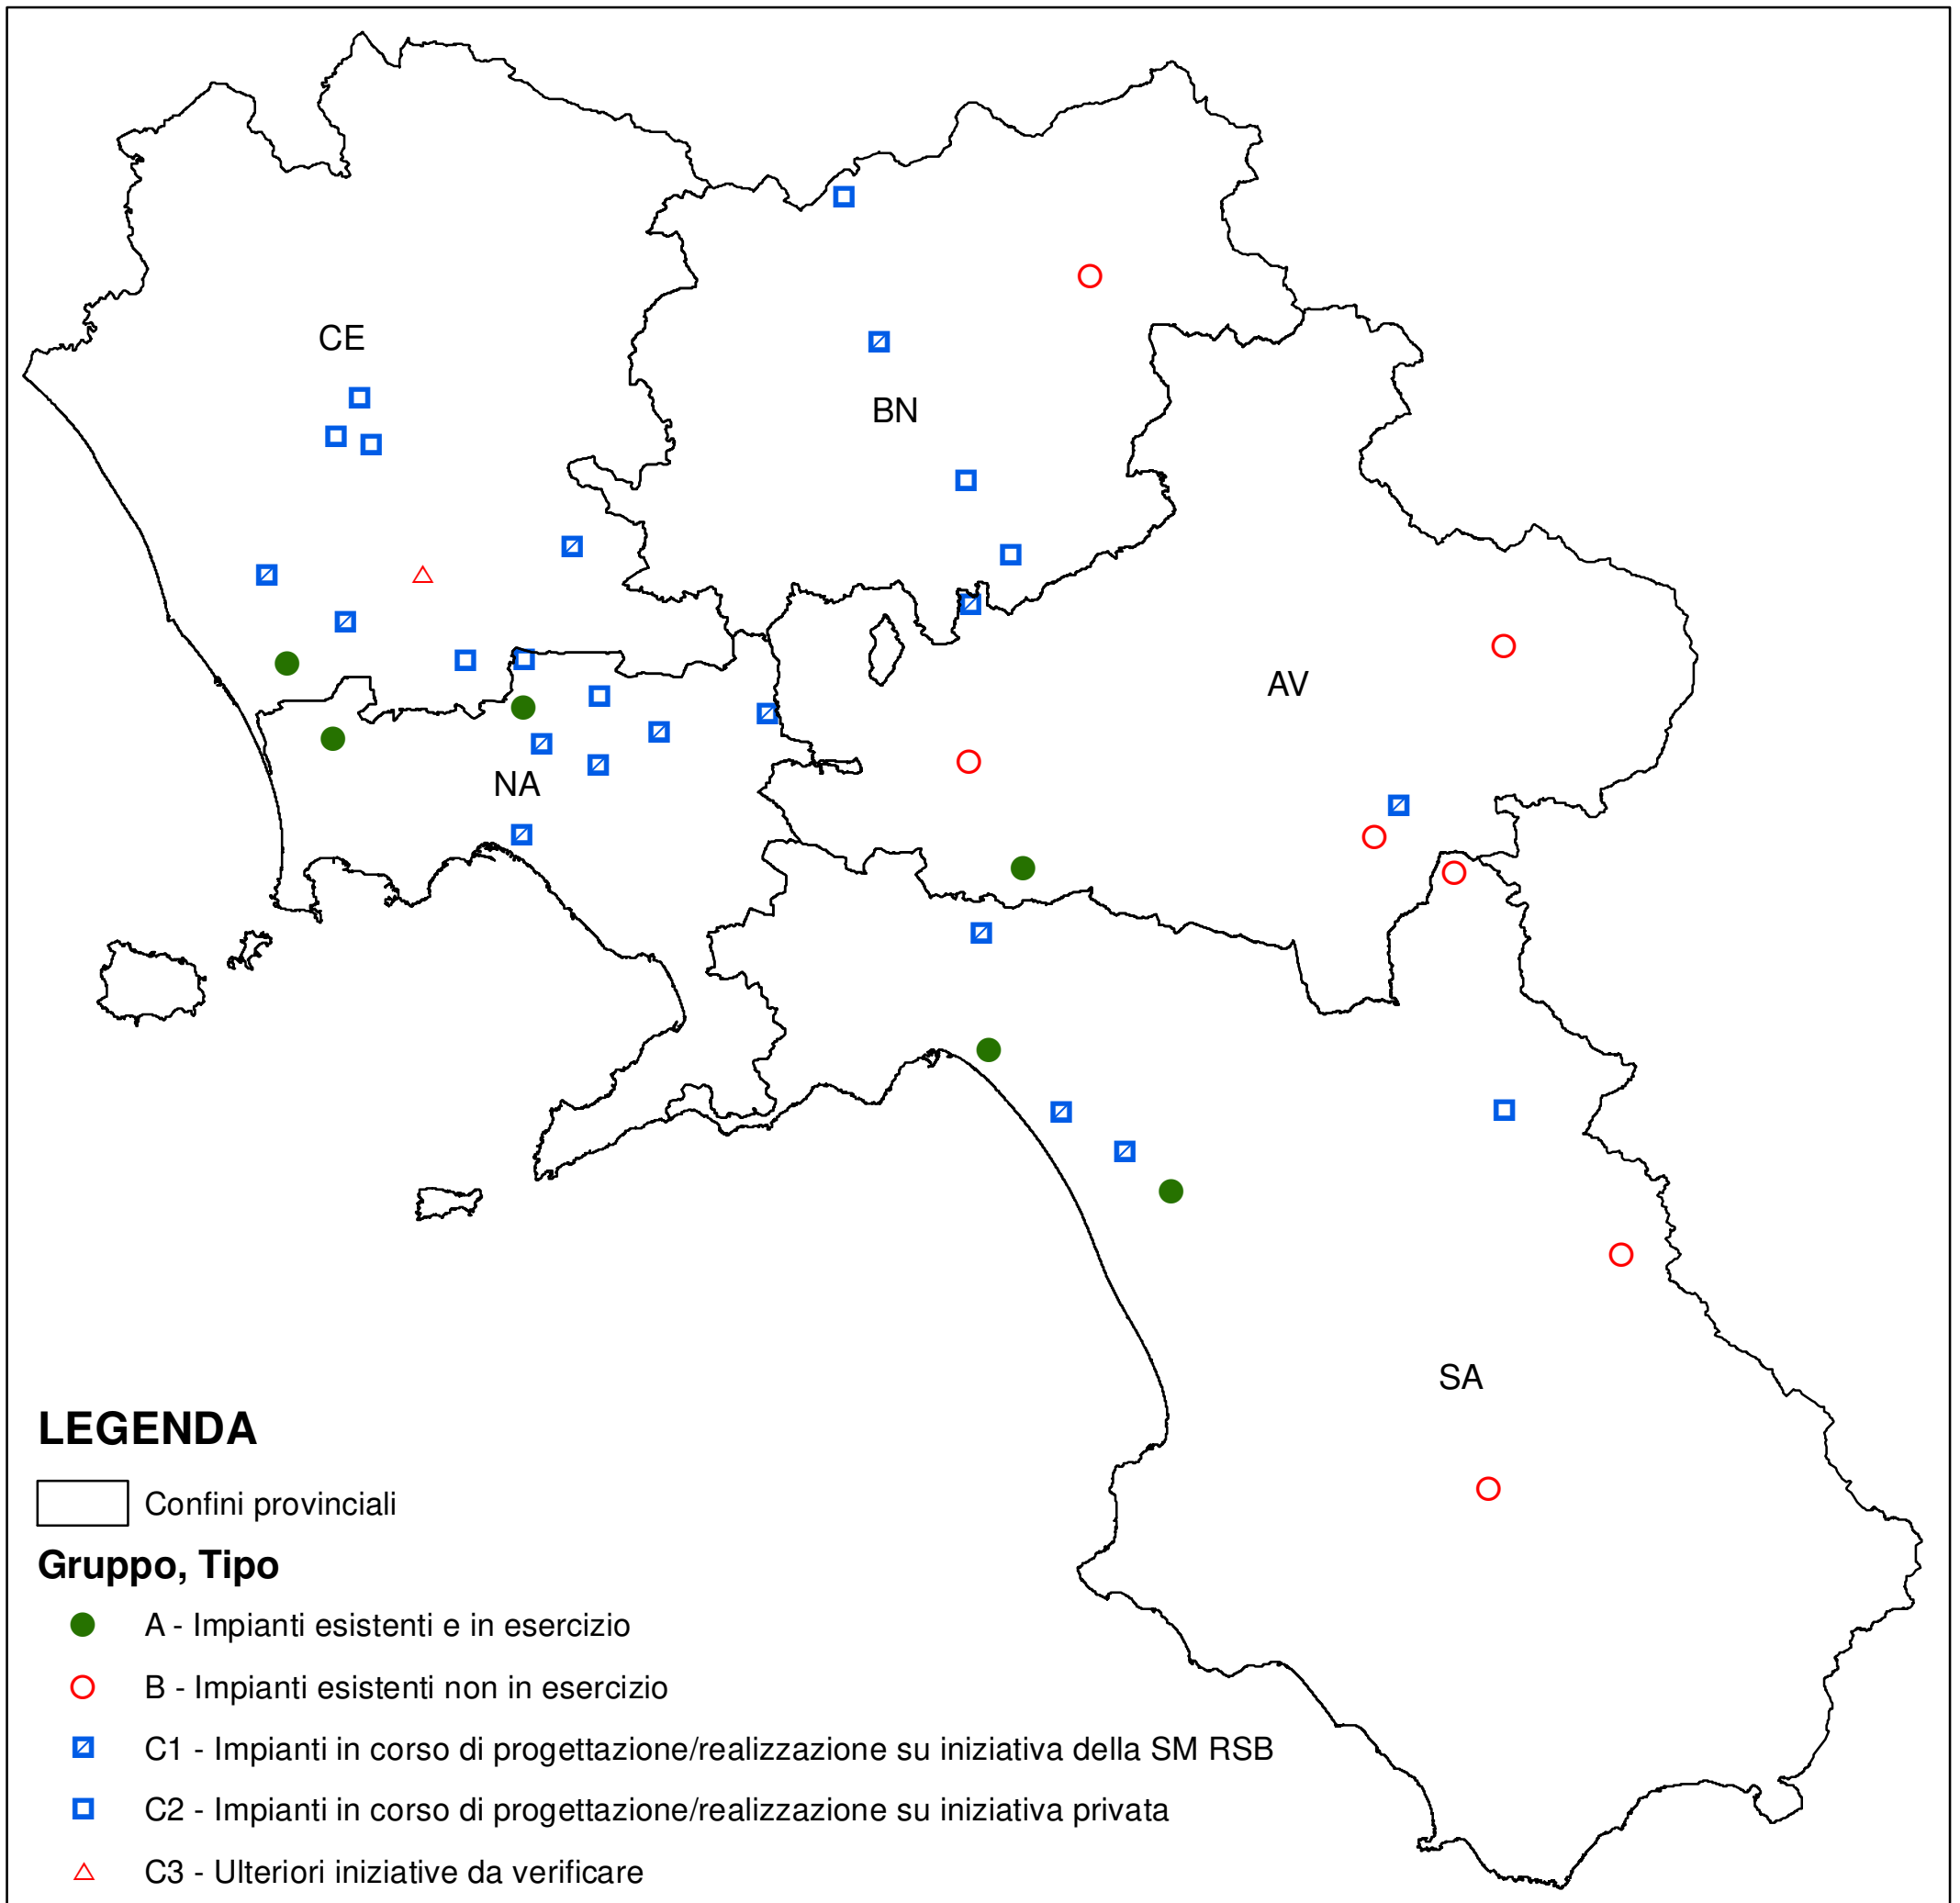 CE
BN
AV
NA
SA
LEGENDA
Confini provinciali
Gruppo, Tipo
A - Impianti esistenti e in esercizio
B - Impianti esistenti non in esercizio
C1 - Impianti in corso di progettazione/realizzazione su iniziativa della SM RSB
C2 - Impianti in corso di progettazione/realizzazione su iniziativa privata
C3 - Ulteriori iniziative da verificare